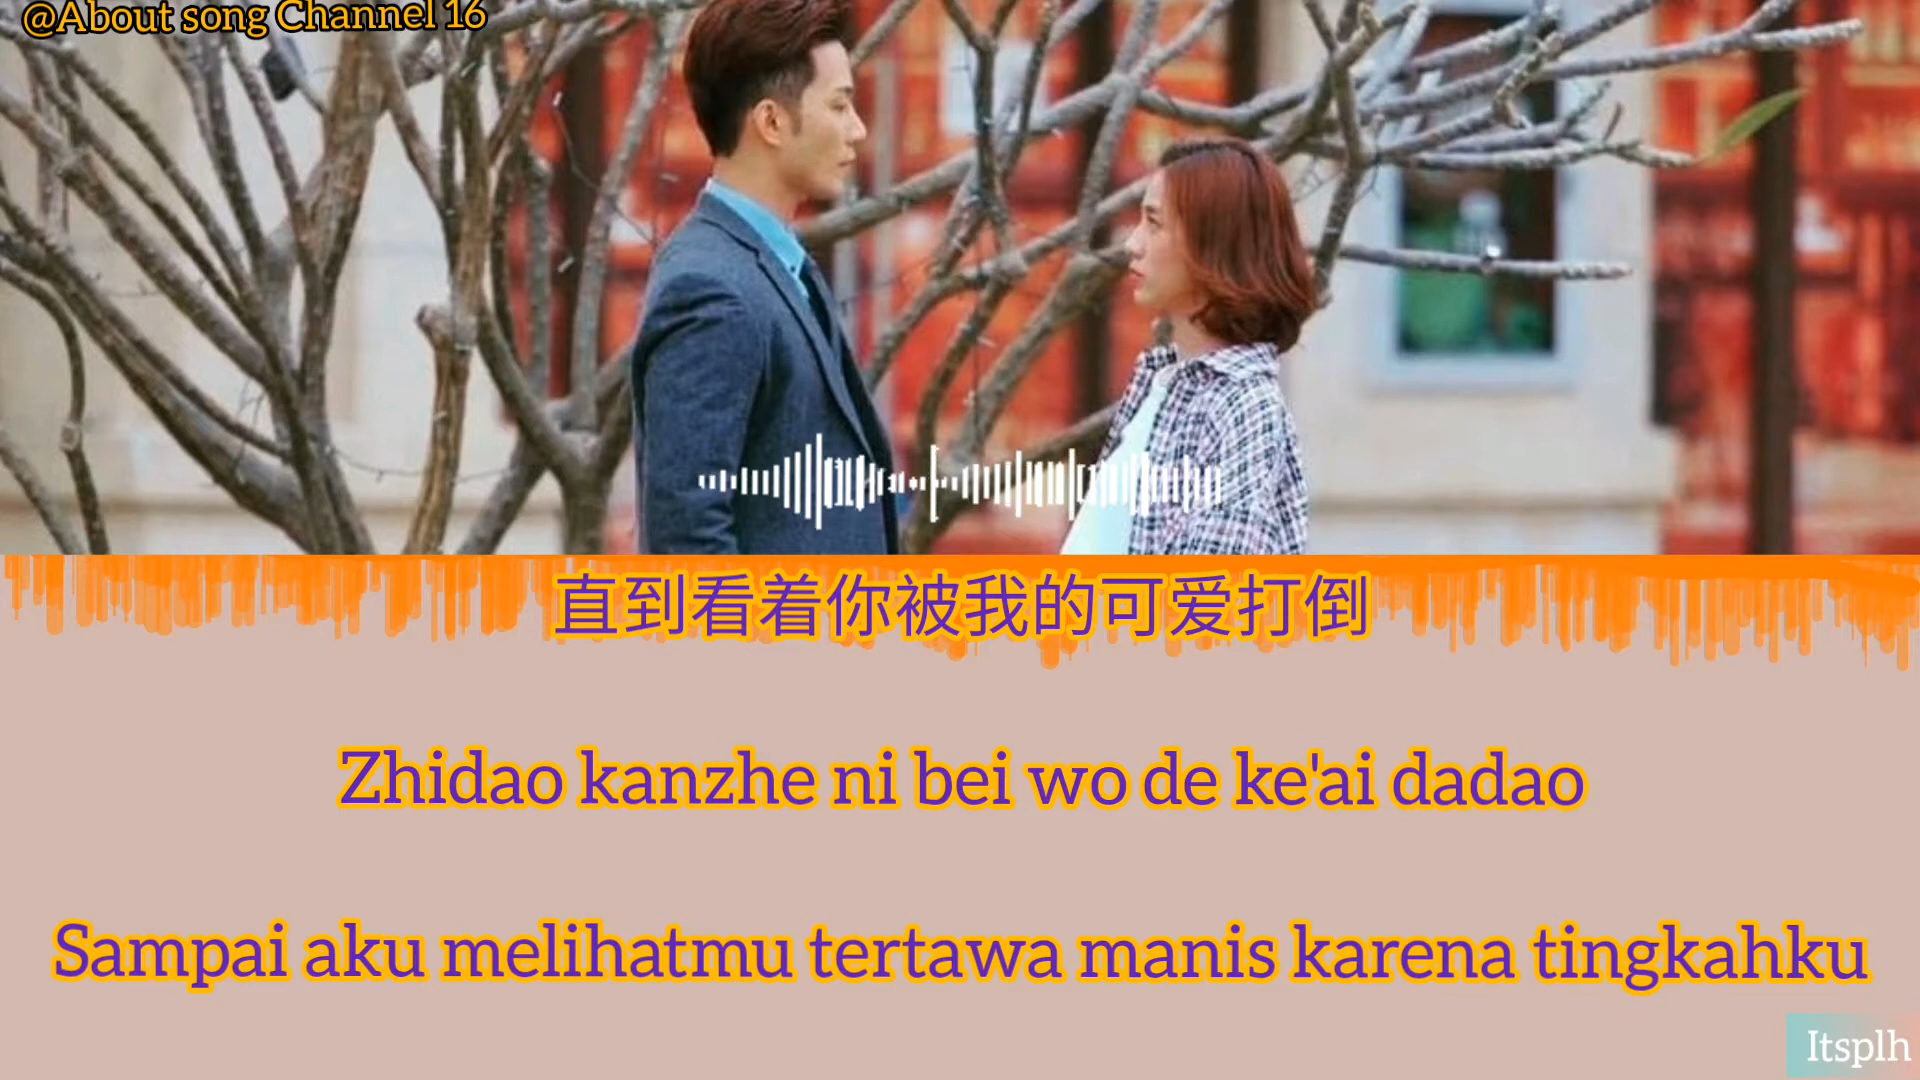 @About song Channel 16
直到看着你被我的可爱打倒
Zhidao kanzhe ni bei wo de ke'ai dadao
Sampai aku melihatmu tertawa manis karena tingkahku
Itsplh